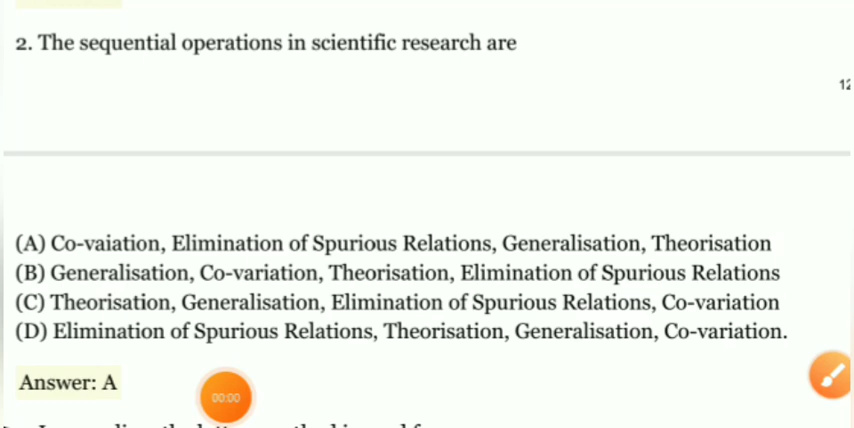 2. The sequential operations in scientific research are
12
(A) Co-vaiation, Elimination of Spurious Relations, Generalisation, Theorisation
(B) Generalisation, Co-variation, Theorisation, Elimination of Spurious Relations
(C) Theorisation, Generalisation, Elimination of Spurious Relations, Co-variation
(D) Elimination of Spurious Relations, Theorisation, Generalisation, Co-variation.
Answer: A
00:00